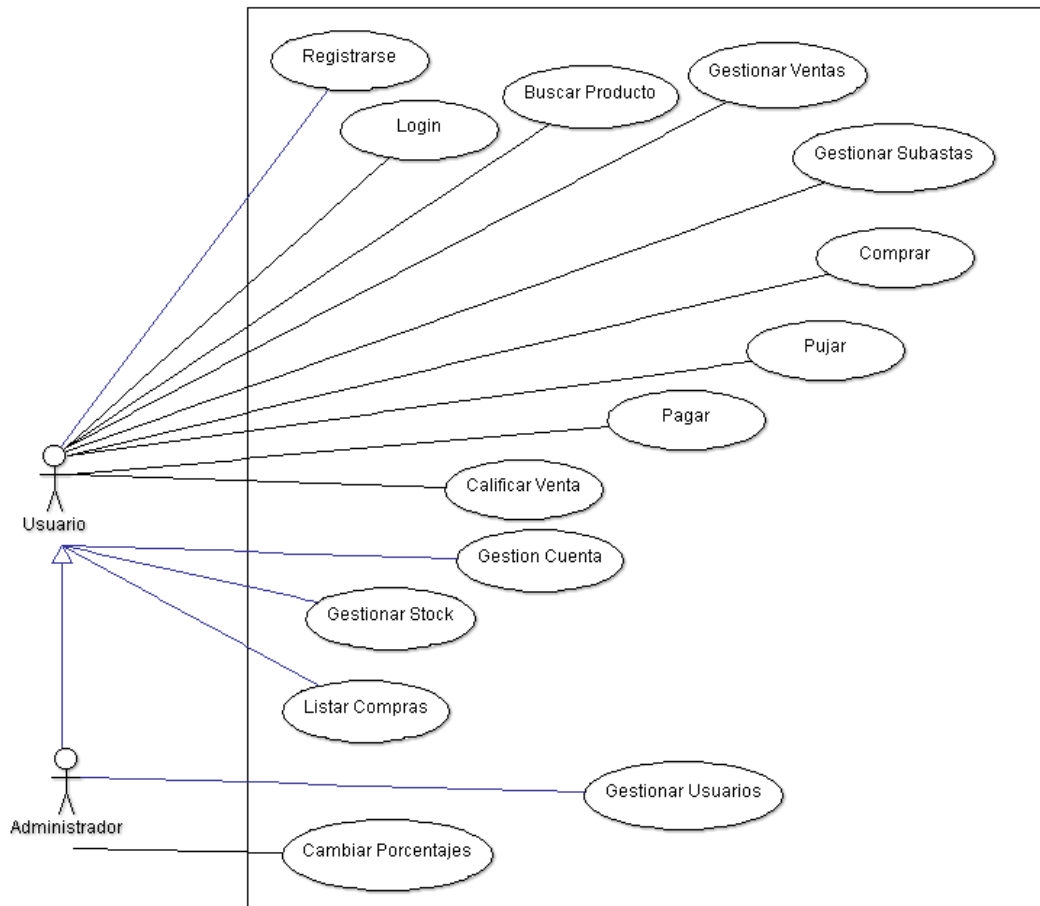 Registrarse
Gestionar Ventas
Buscar Producto
Login
Gestionar Subastas
Comprar
Pujar
Pagar
Calificar Venta
Usuario
Gestion Cuenta
Gestionar Stock
Listar Compras
Gestionar Usuarios
Administrador
Cambiar Porcentajes